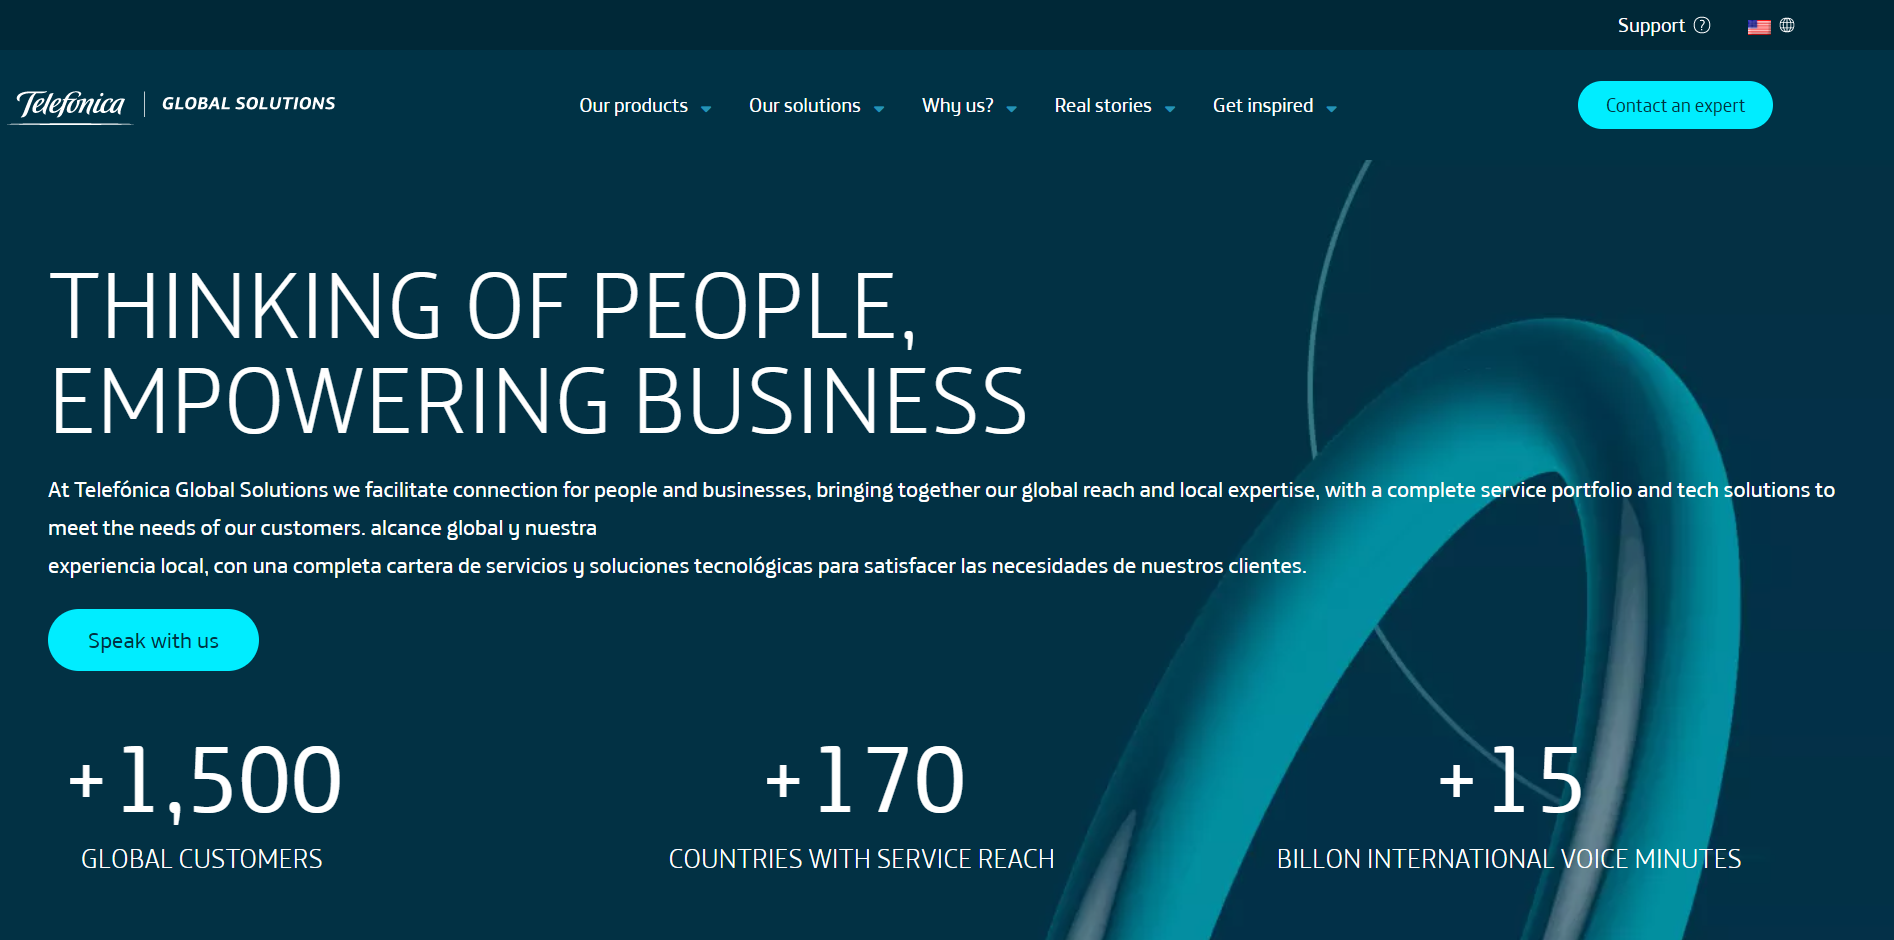 Support
Telefónica GLOBAL SOLUTIONS
Our products Our solutions Why us? Real stories Get inspired
Contact an expert
THINKING OF PEOPLE,
EMPOWERING BUSINESS
At Telefónica Global Solutions we facilitate connection for people and businesses, bringing together our global reach and local expertise, with a complete service portfolio and tech solutions to
meet the needs of our customers. alcance global y nuestra
experiencia local, con una completa cartera de servicios y soluciones tecnológicas para satisfacer las necesidades de nuestros clientes.
Speak with us
+1,500 +170 +15
GLOBAL CUSTOMERS COUNTRIES WITH SERVICE REACH BILLON INTERNATIONAL VOICE MINUTES